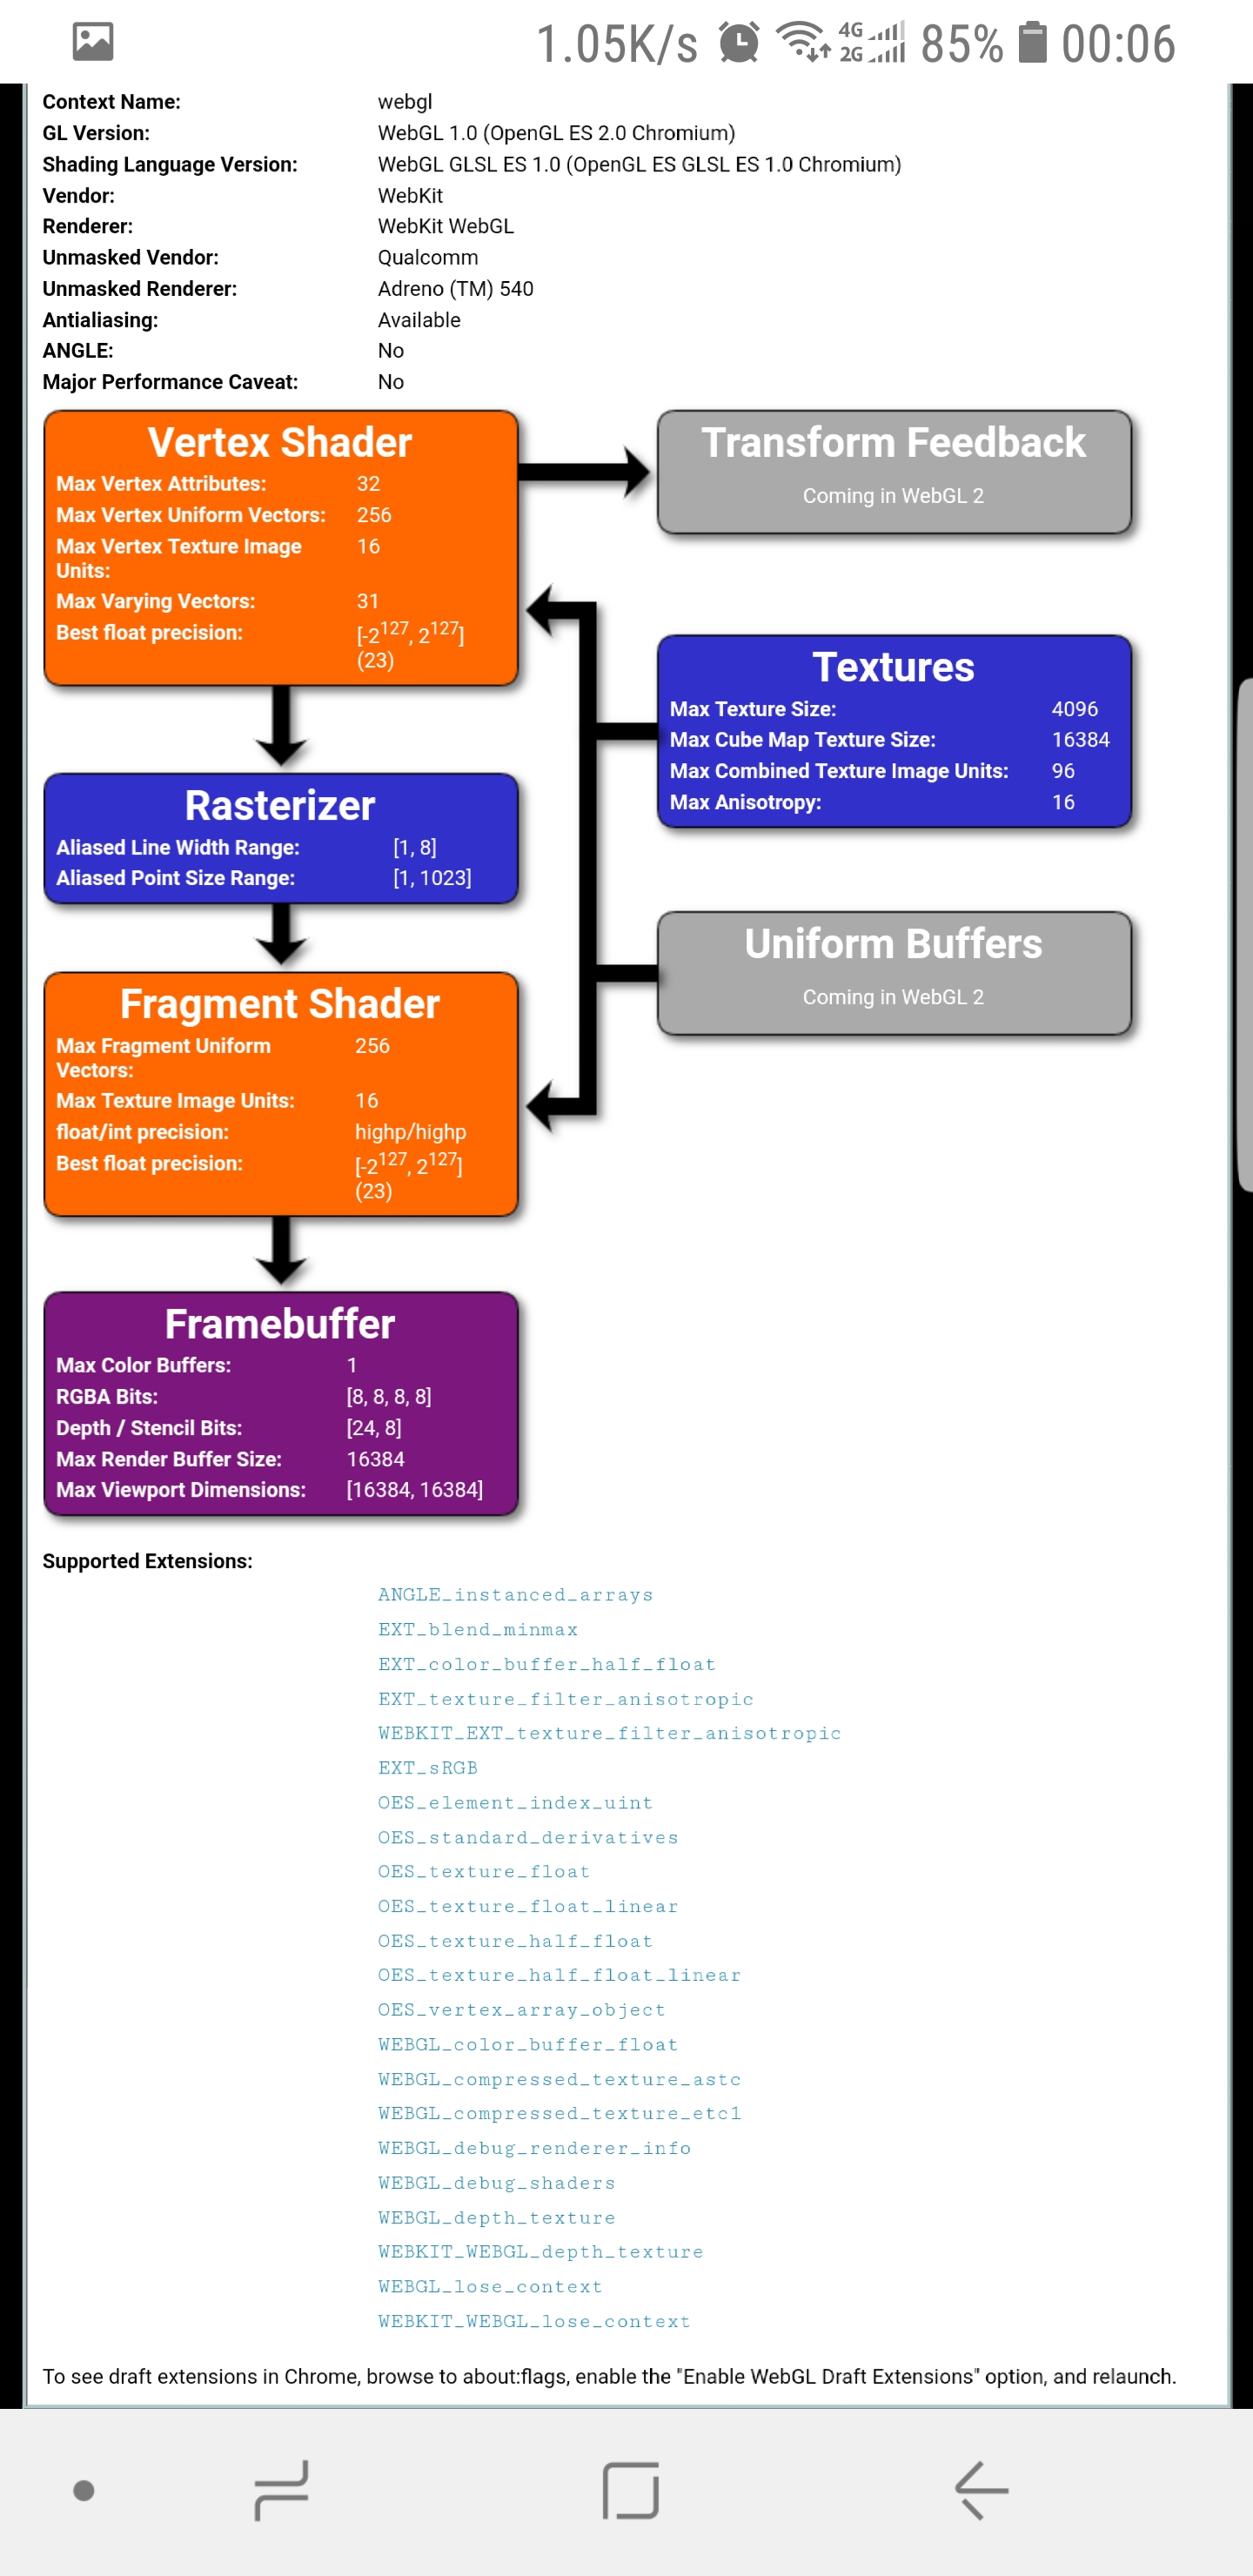 1.05K/s 4G 2G 85% 00:06
Context Name: webgl
GL Version: WebGL 1.0 (OpenGL ES 2.0 Chromium)
Shading Language Version: WebGL GLSL ES 1.0 (OpenGL ES GLSL ES 1.0 Chromium)
Vendor: WebKit
Renderer: WebKit WebGL
Unmasked Vendor: Qualcomm
Unmasked Renderer: Adreno (TM) 540
Antialiasing: Available
ANGLE: No
Major Performance Caveat: No
Vertex Shader
Max Vertex Attributes: 32
Max Vertex Uniform Vectors: 256
Max Vertex Texture Image 16
Units:
Max Varying Vectors: 31
Best float precision: [-2^127, 2^127]
(23)
Transform Feedback
Coming in WebGL 2
Textures
Max Texture Size: 4096
Max Cube Map Texture Size: 16384
Max Combined Texture Image Units: 96
Max Anisotropy: 16
Rasterizer
Aliased Line Width Range: [1, 8]
Aliased Point Size Range: [1, 1023]
Uniform Buffers
Coming in WebGL 2
Fragment Shader
Max Fragment Uniform 256
Vectors:
Max Texture Image Units: 16
float/int precision: highp/highp
Best float precision: [-2^127, 2^127]
(23)
Framebuffer
Max Color Buffers: 1
RGBA Bits: [8, 8, 8, 8]
Depth / Stencil Bits: [24, 8]
Max Render Buffer Size: 16384
Max Viewport Dimensions: [16384, 16384]
Supported Extensions:
ANGLE_instanced_arrays
EXT_blend_minmax
EXT_color_buffer_half_float
EXT_texture_filter_anisotropic
WEBKIT_EXT_texture_filter_anisotropic
EXT_sRGB
OES_element_index_uint
OES_standard_derivatives
OES_texture_float
OES_texture_float_linear
OES_texture_half_float
OES_texture_half_float_linear
OES_vertex_array_object
WEBGL_color_buffer_float
WEBGL_compressed_texture_astc
WEBGL_compressed_texture_etc1
WEBGL_debug_renderer_info
WEBGL_debug_shaders
WEBGL_depth_texture
WEBKIT_WEBGL_depth_texture
WEBGL_lose_context
WEBKIT_WEBGL_lose_context
To see draft extensions in Chrome, browse to about:flags, enable the "Enable WebGL Draft Extensions" option, and relaunch.